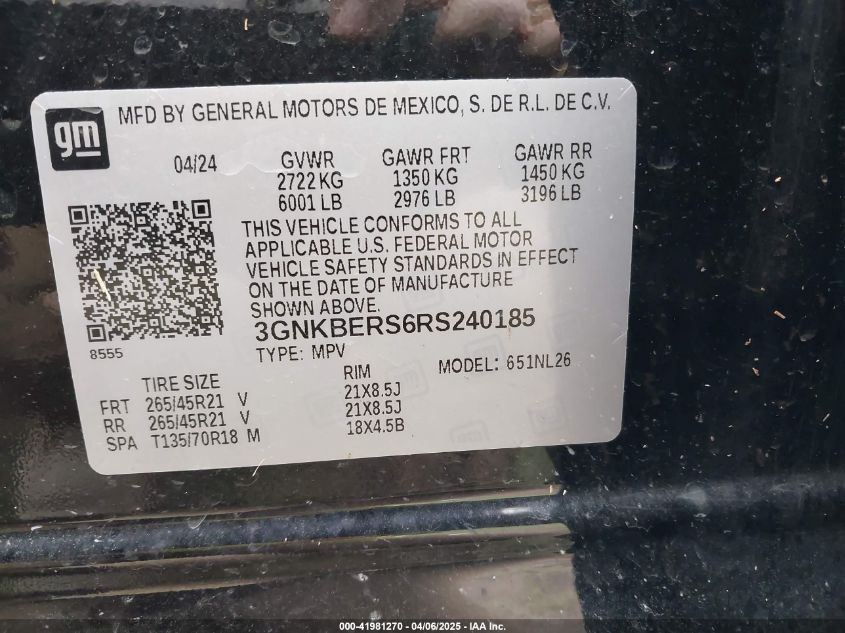 MFD BY GENERAL MOTORS DE MEXICO, S. DE R.L. DE C.V.
gm
04/24 GVWR GAWR FRT GAWR RR
2722 KG 1350 KG 1450 KG
6001 LB 2976 LB 3196 LB
THIS VEHICLE CONFORMS TO ALL
APPLICABLE U.S. FEDERAL MOTOR
VEHICLE SAFETY STANDARDS IN EFFECT
ON THE DATE OF MANUFACTURE
SHOWN ABOVE.
3GNKBERS6RS240185
8555
TYPE: MPV MODEL: 651NL26
TIRE SIZE RIM
FRT 265/45R21 V 21X8.5J
RR 265/45R21 V 21X8.5J
SPA T135/70R18 M 18X4.5B
000-41981270 - 04/06/2025 - IAA Inc.